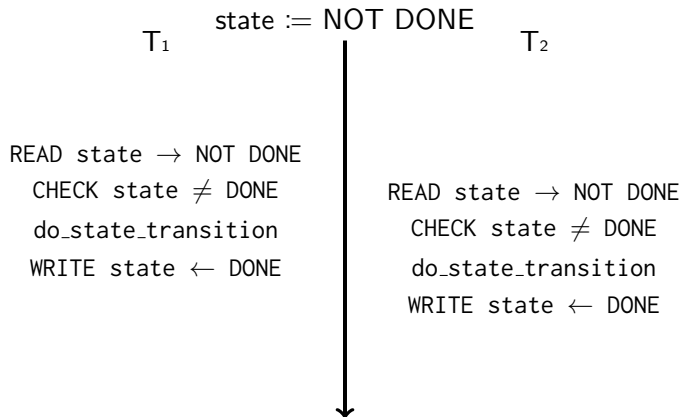 state := NOT DONE
T1
T2
READ state → NOT DONE
CHECK state ≠ DONE
do_state_transition
WRITE state ← DONE
READ state → NOT DONE
CHECK state ≠ DONE
do_state_transition
WRITE state ← DONE